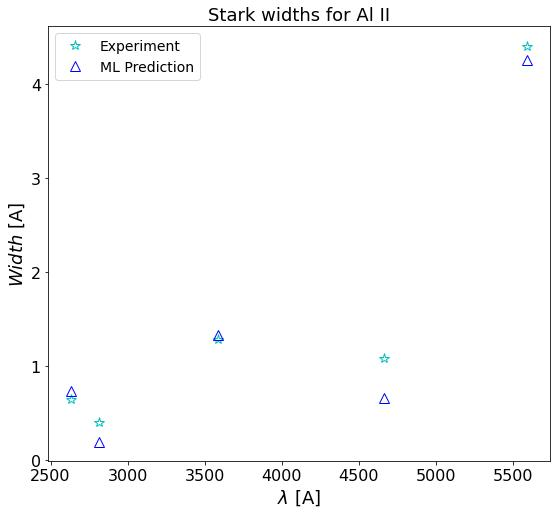 Stark widths for Al II
Experiment
ML Prediction
Width [A]
4
3
2
1
0
2500 3000 3500 4000 4500 5000 5500
λ [A]